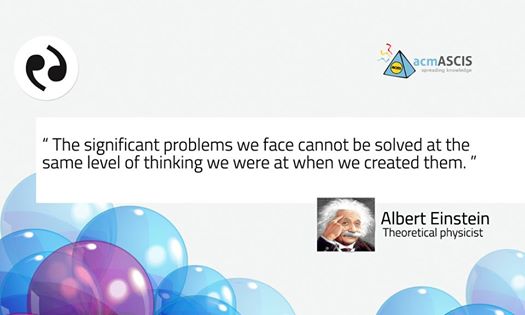 acmASCIS
spreading knowledge
“ The significant problems we face cannot be solved at the
same level of thinking we were at when we created them. ”
Albert Einstein
Theoretical physicist